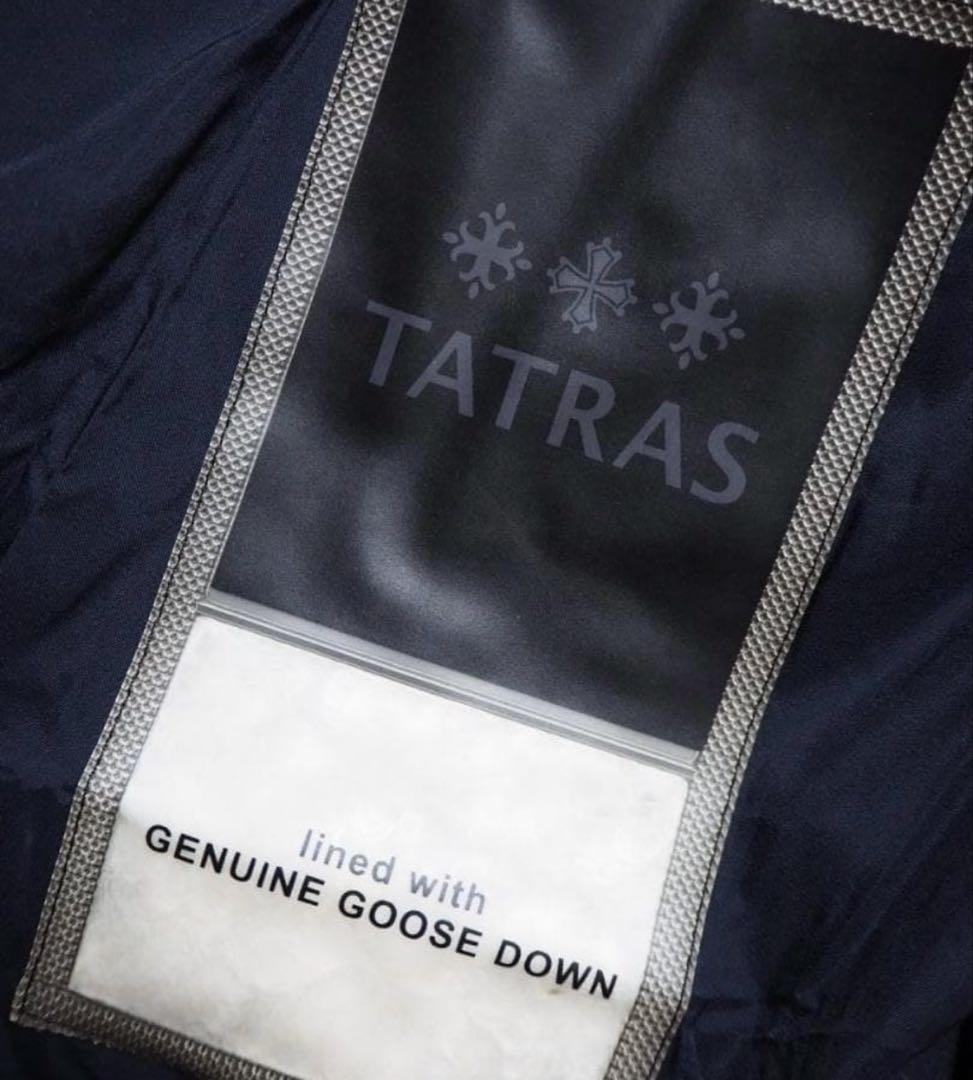 TATRAS
lined with
GENUINE GOOSE DOWN